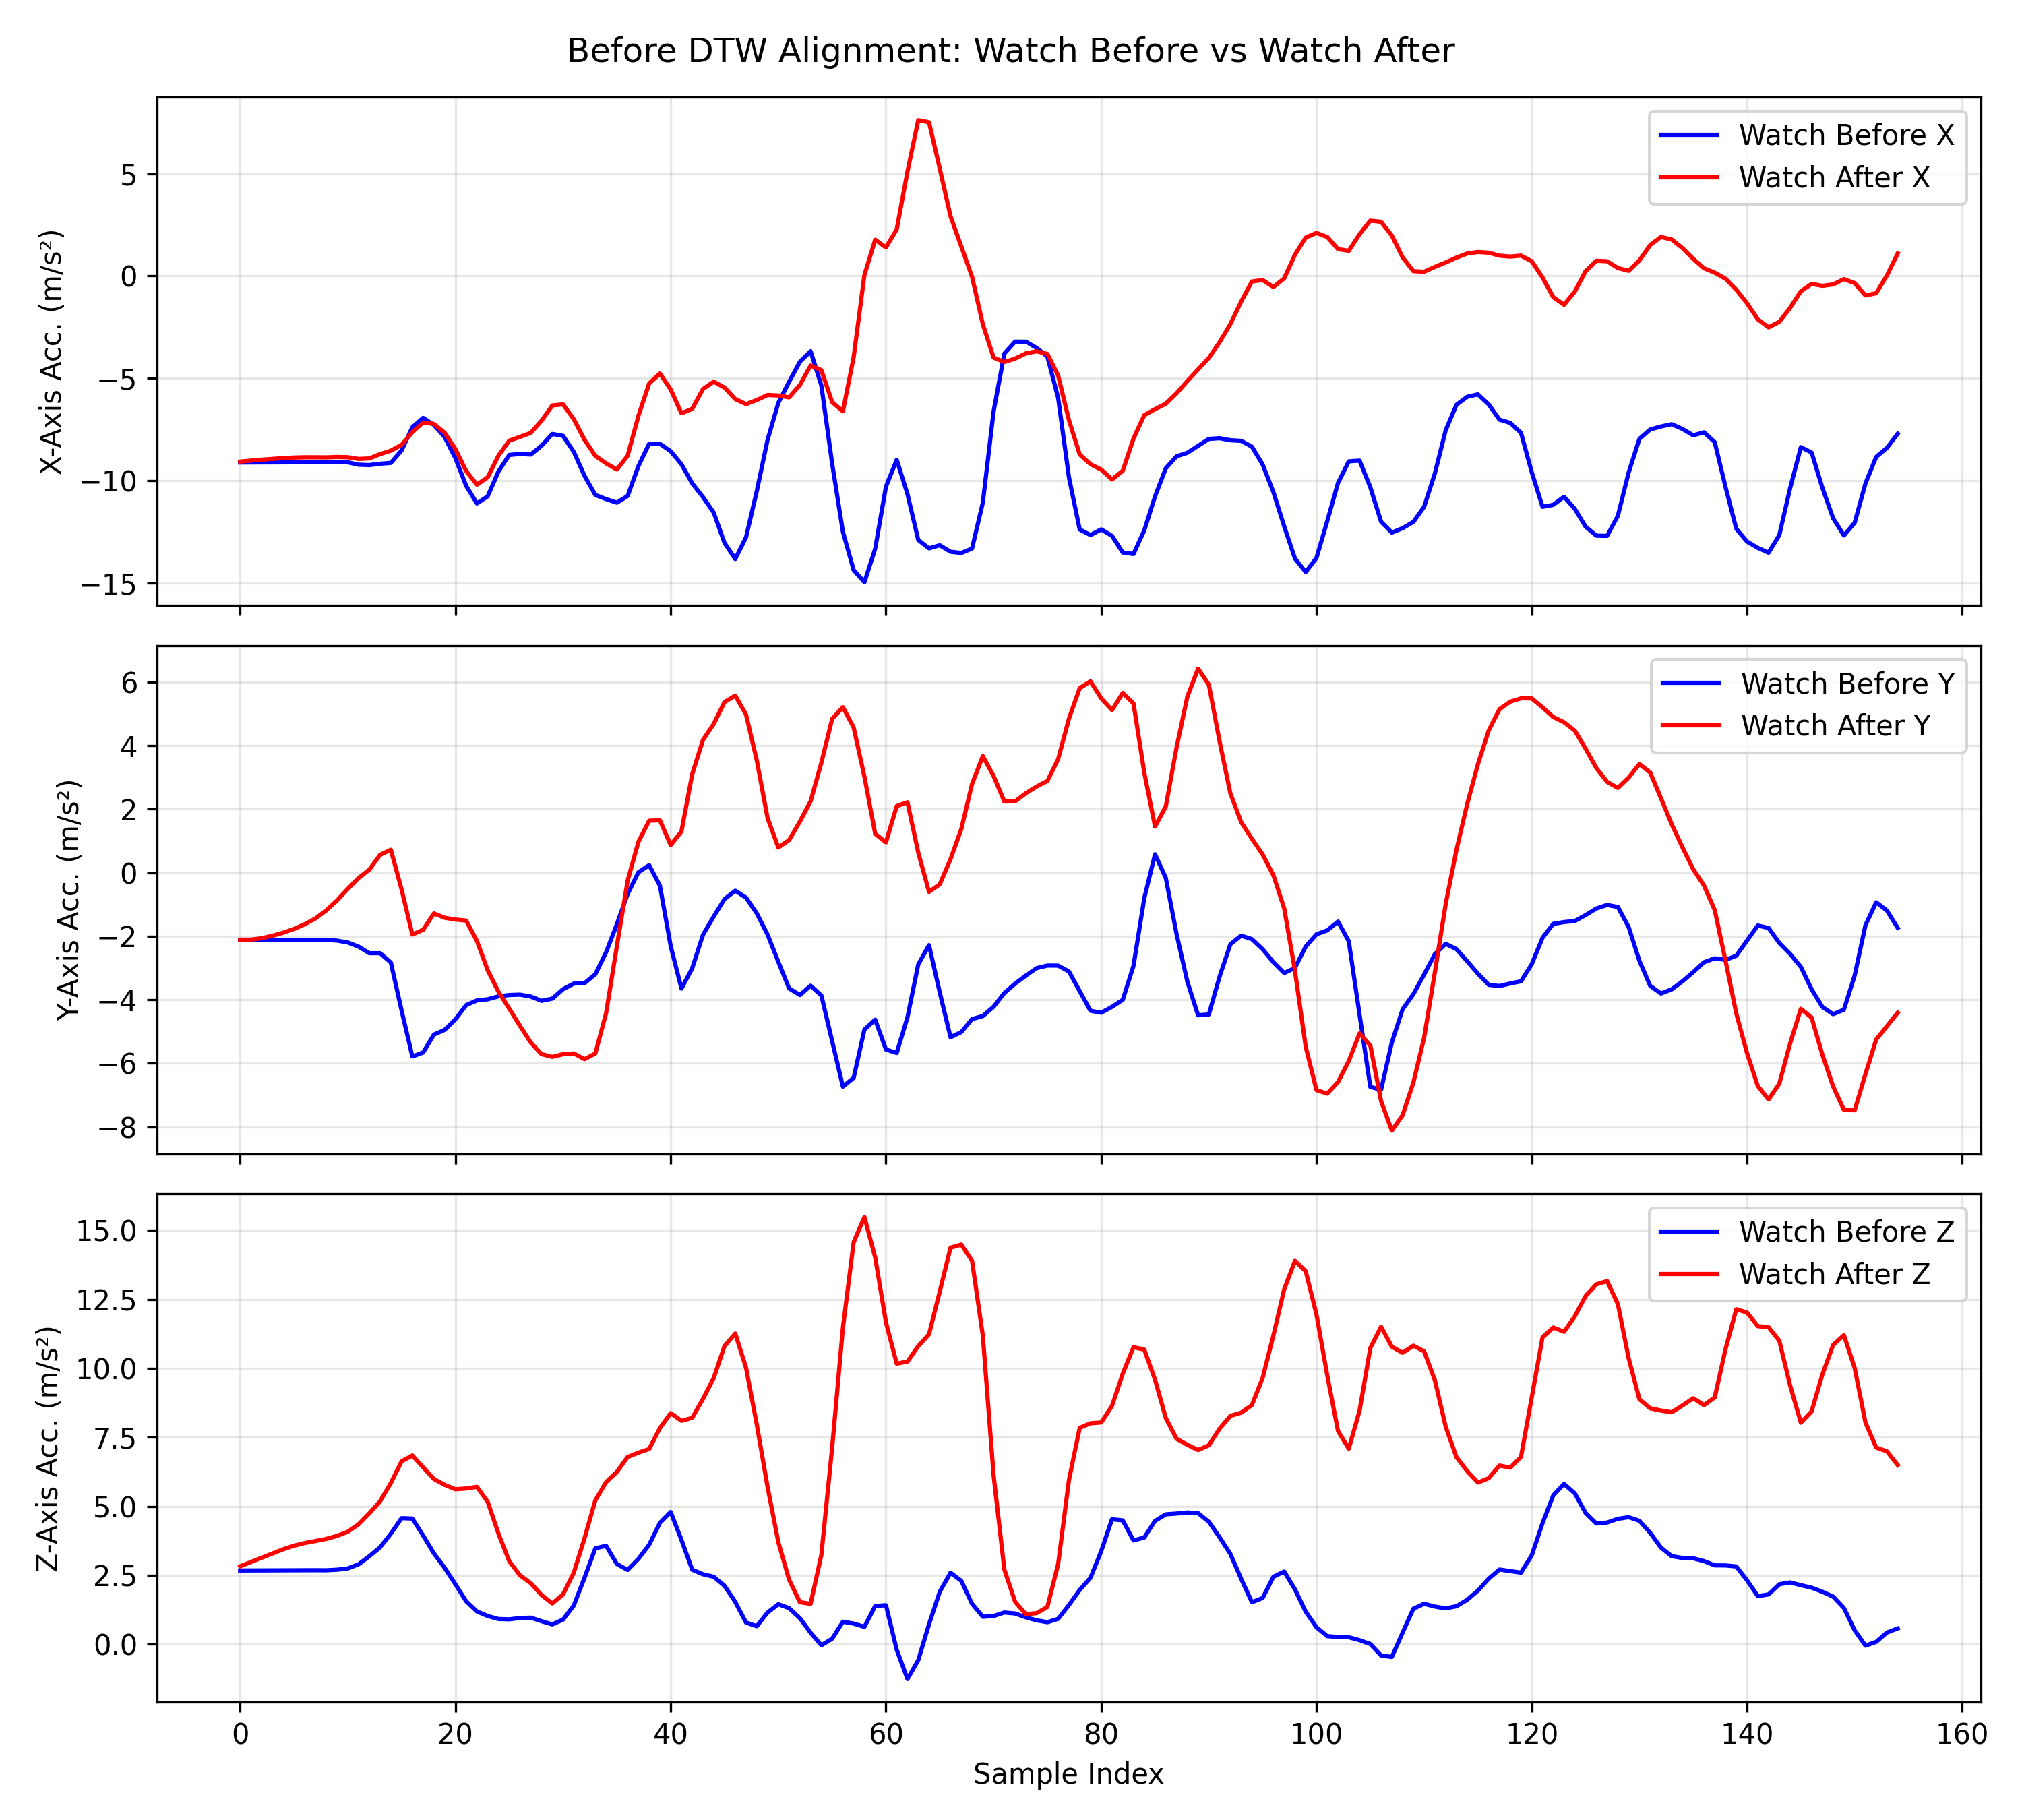 Before DTW Alignment: Watch Before vs Watch After
X-Axis Acc. (m/s²)
5
0
−5
−10
−15
Watch Before X
Watch After X
Y-Axis Acc. (m/s²)
6
4
2
0
−2
−4
−6
−8
Watch Before Y
Watch After Y
Z-Axis Acc. (m/s²)
15.0
12.5
10.0
7.5
5.0
2.5
0.0
Watch Before Z
Watch After Z
0 20 40 60 80 100 120 140 160
Sample Index